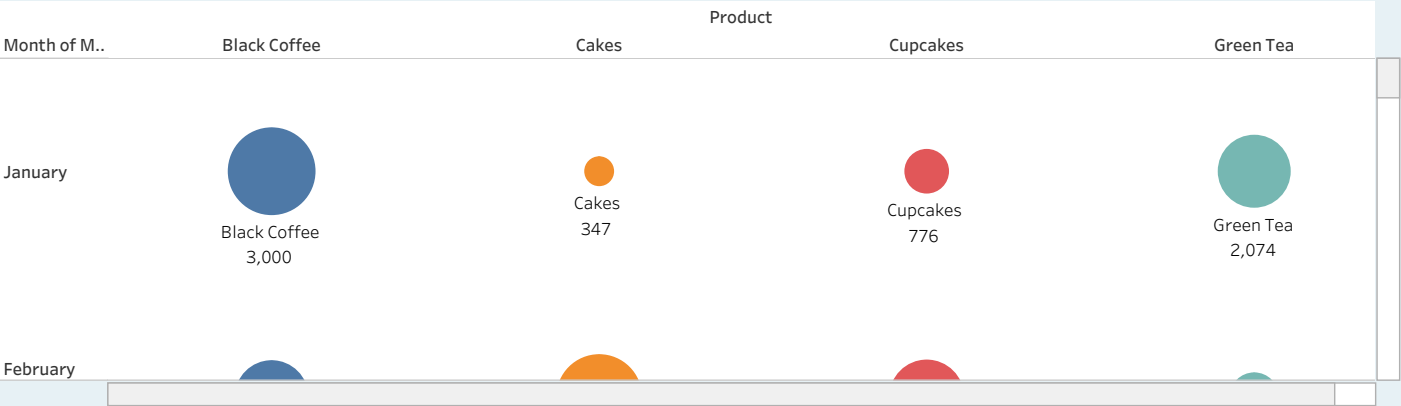 Product
Month of M.. Black Coffee Cakes Cupcakes Green Tea
January
Black Coffee
3,000
Cakes
347
Cupcakes
776
Green Tea
2,074
February